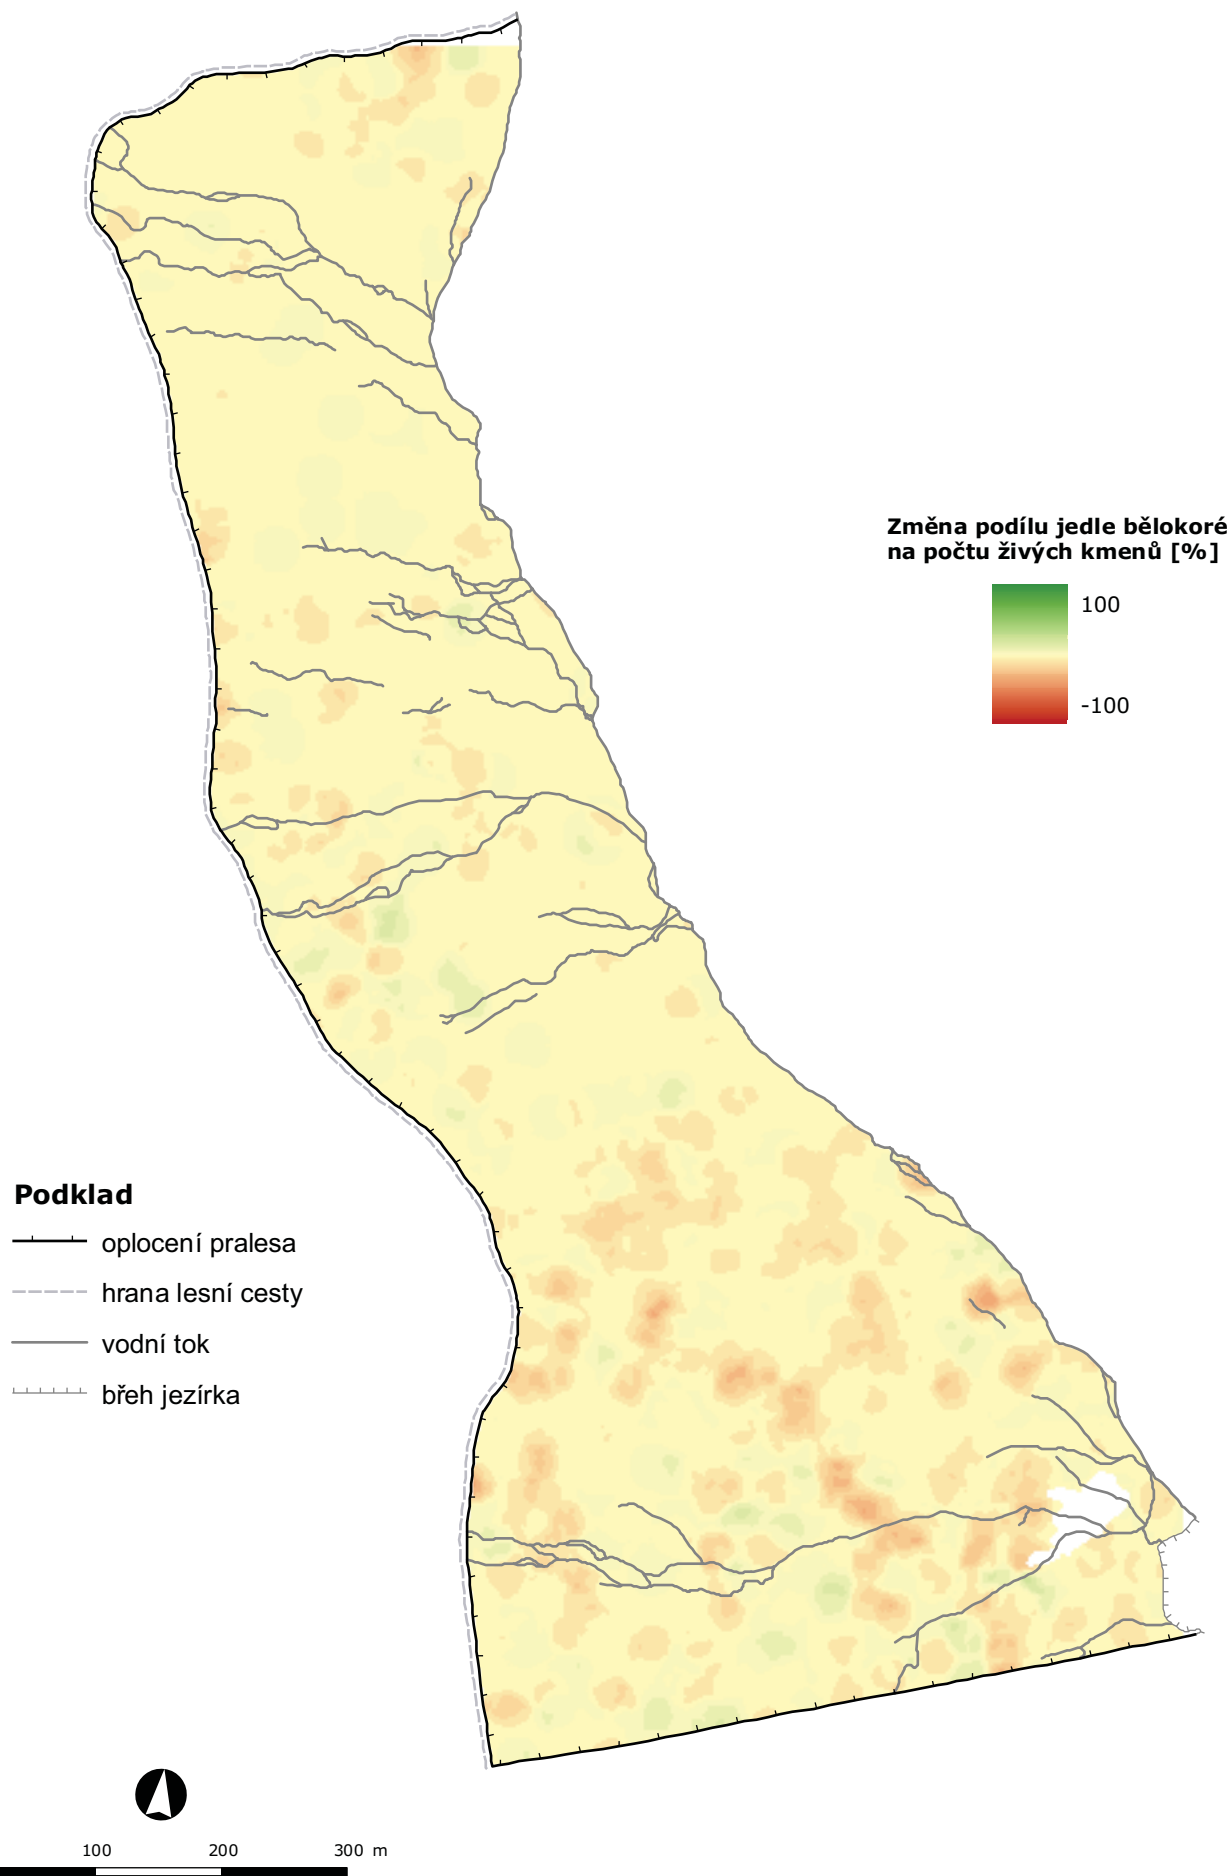 Změna podílu jedle bělokoré
na počtu živých kmenů [%]
100
-100
Podklad
oplocení pralesa
hrana lesní cesty
vodní tok
břeh jezírka
100 200 300 m